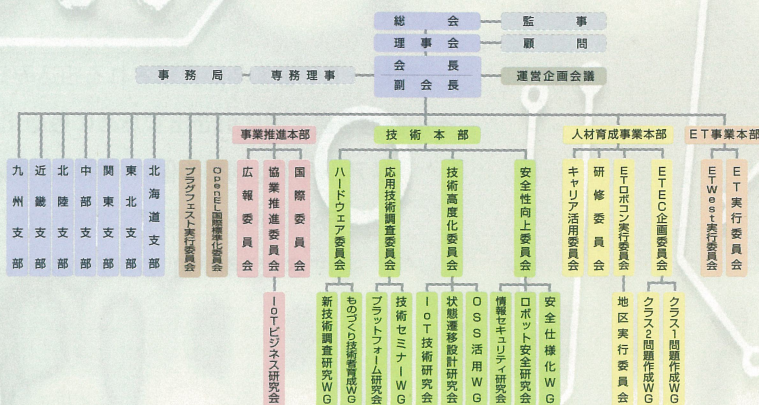 総会
監事
理事会
顧問
会長
副会長
事務局
専務理事
運営企画会議
事業推進本部
技術本部
人材育成事業本部
ET事業本部
九州支部
近畿支部
北陸支部
中部支部
関東支部
東北支部
北海道支部
プラグフェスト実行委員会
OpenEL国際標準化委員会
広報委員会
協業推進委員会
国際委員会
ハードウェア委員会
応用技術調査委員会
技術高度化委員会
安全性向上委員会
キャリア活用委員会
研修委員会
ETロボコン実行委員会
ETEC企画委員会
ETWest実行委員会
ET実行委員会
IoTビジネス研究会
新技術調査研究WG
ものづくり技術者育成WG
プラットフォーム研究会
技術セミナーWG
IoT技術研究会
状態遷移設計研究会
OSS活用WG
情報セキュリティ研究会
ロボット安全研究会
安全仕様化WG
地区実行委員会
クラス2問題作成WG
クラス1問題作成WG